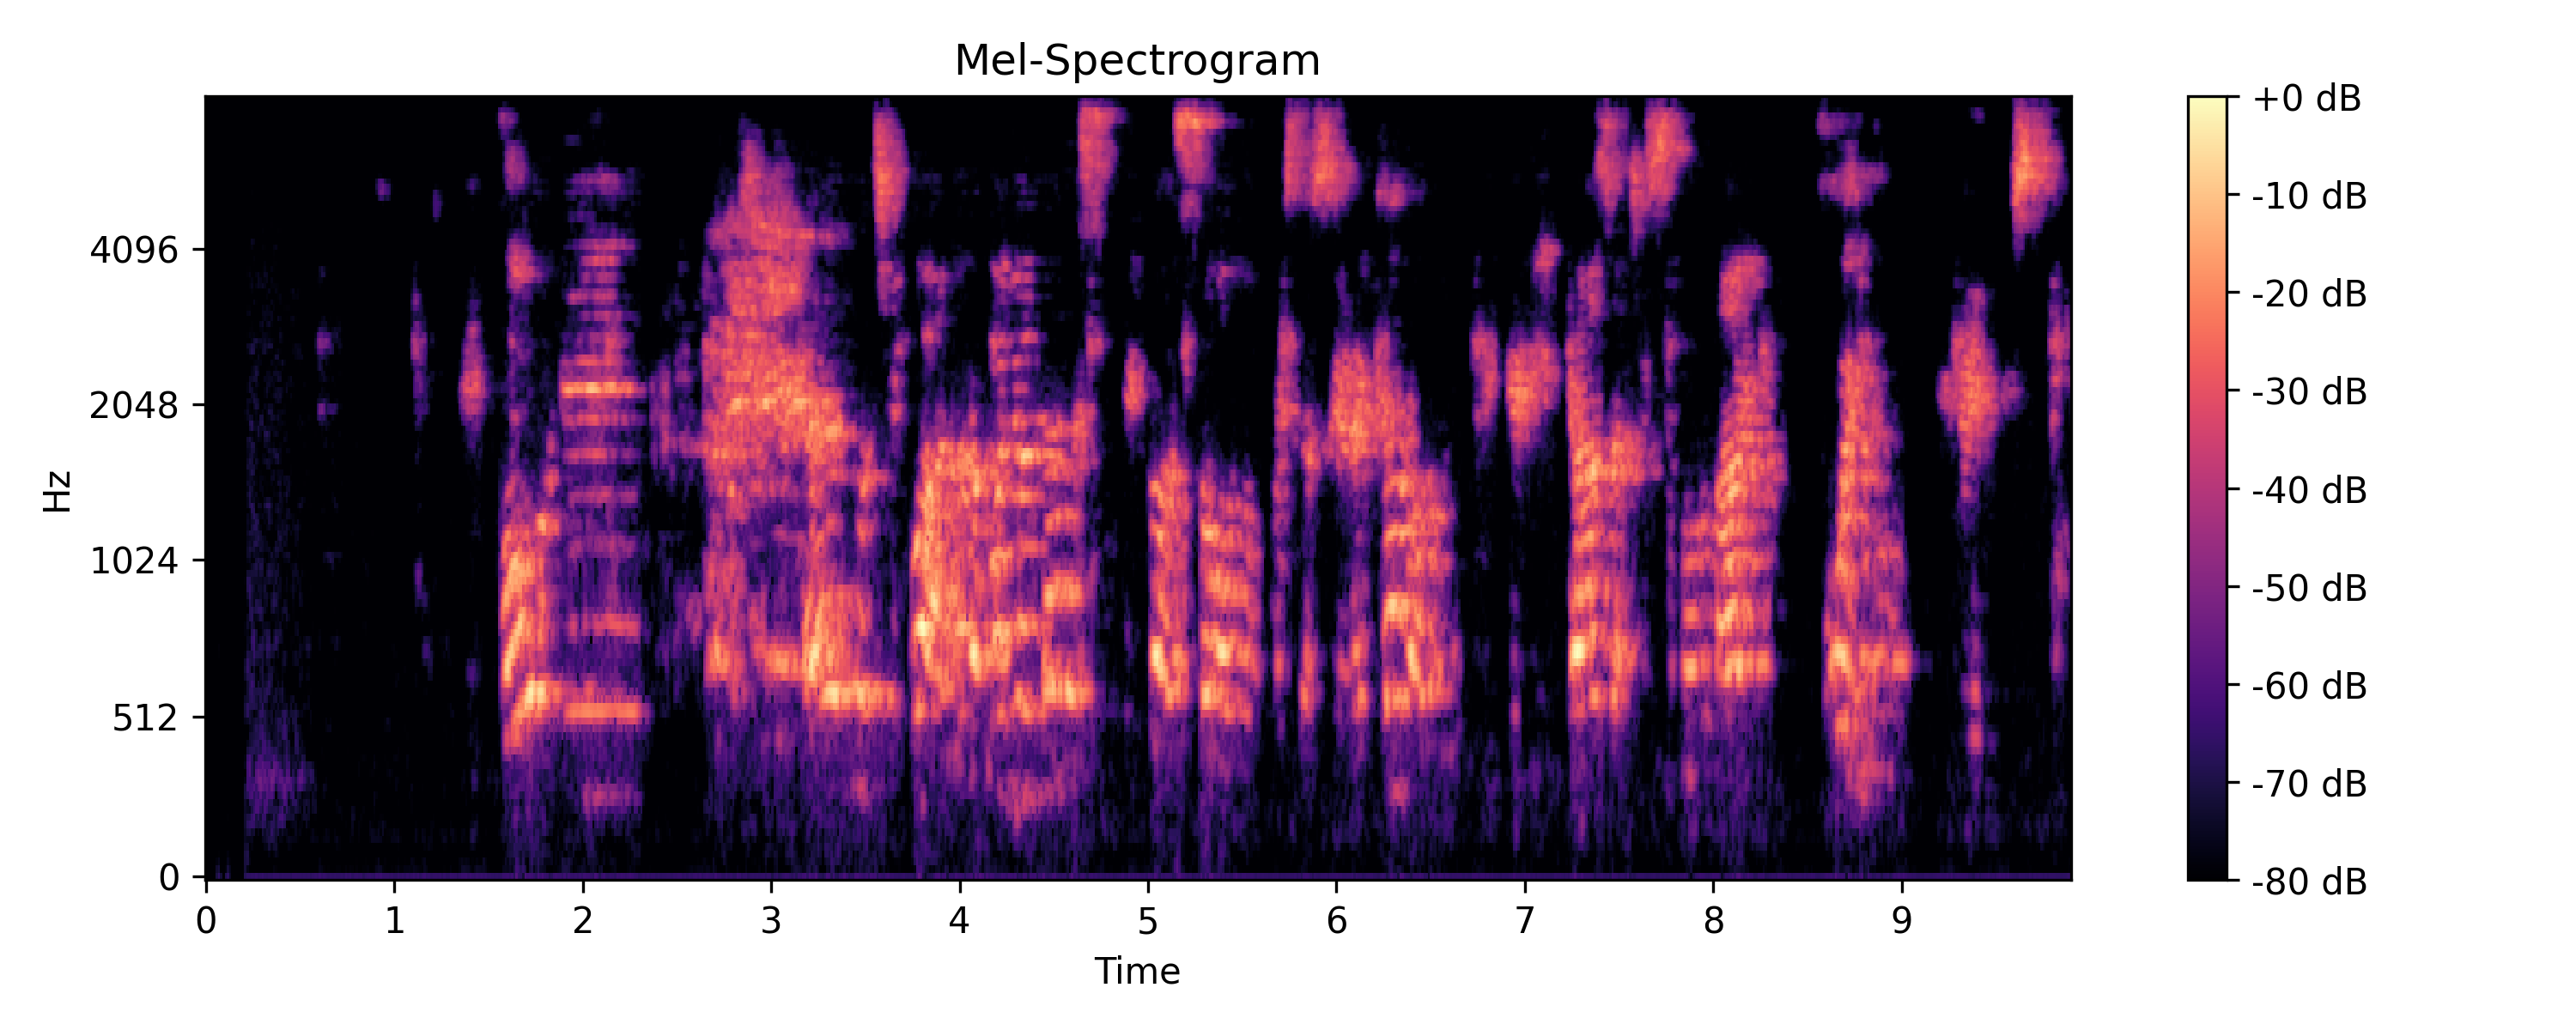 Mel-Spectrogram
+0 dB
-10 dB
-20 dB
-30 dB
-40 dB
-50 dB
-60 dB
-70 dB
-80 dB
Hz
4096
2048
1024
512
0
0 1 2 3 4 5 6 7 8 9
Time